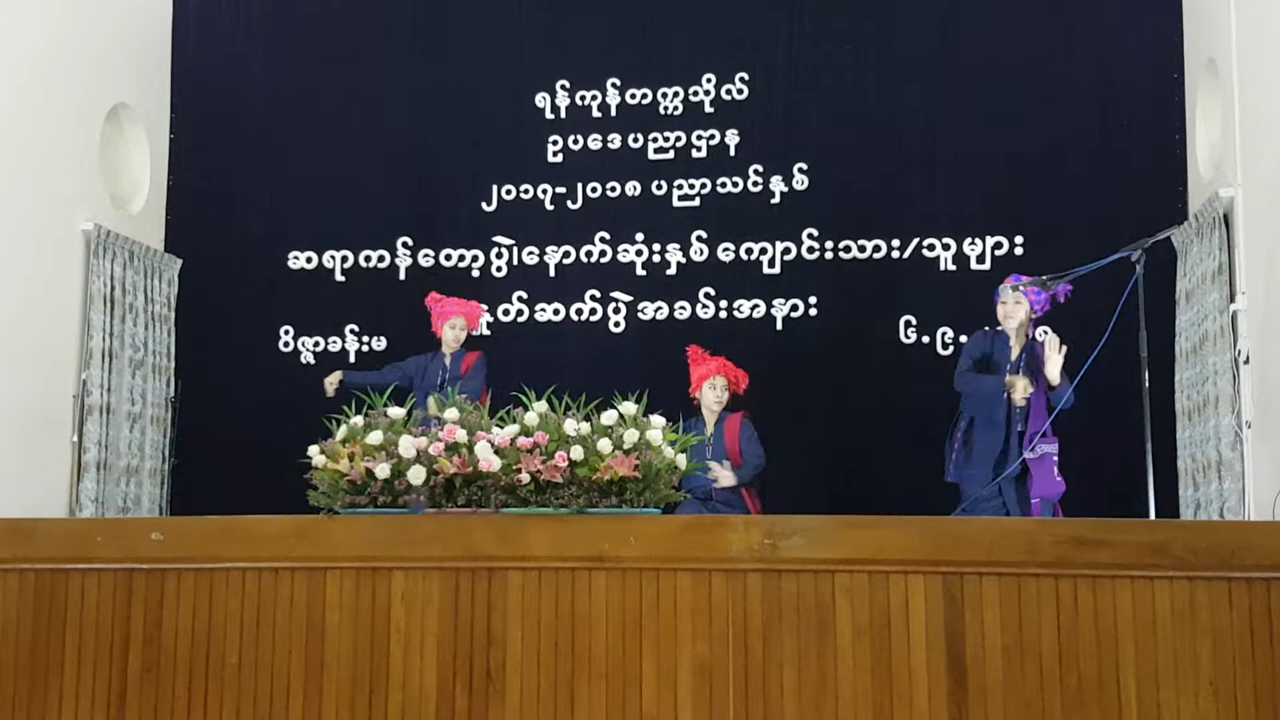 ရန်ကုန်တက္ကသိုလ်
ဥပဒေပညာဌာန
၂၀၁၇-၂၀၁၈ ပညာသင်နှစ်
ဆရာကန်တော့ပွဲ၊နောက်ဆုံးနှစ် ကျောင်းသား/သူများ
နှုတ်ဆက်ပွဲ အခမ်းအနား
ဝိဇ္ဇာခန်းမ
၆.၉.